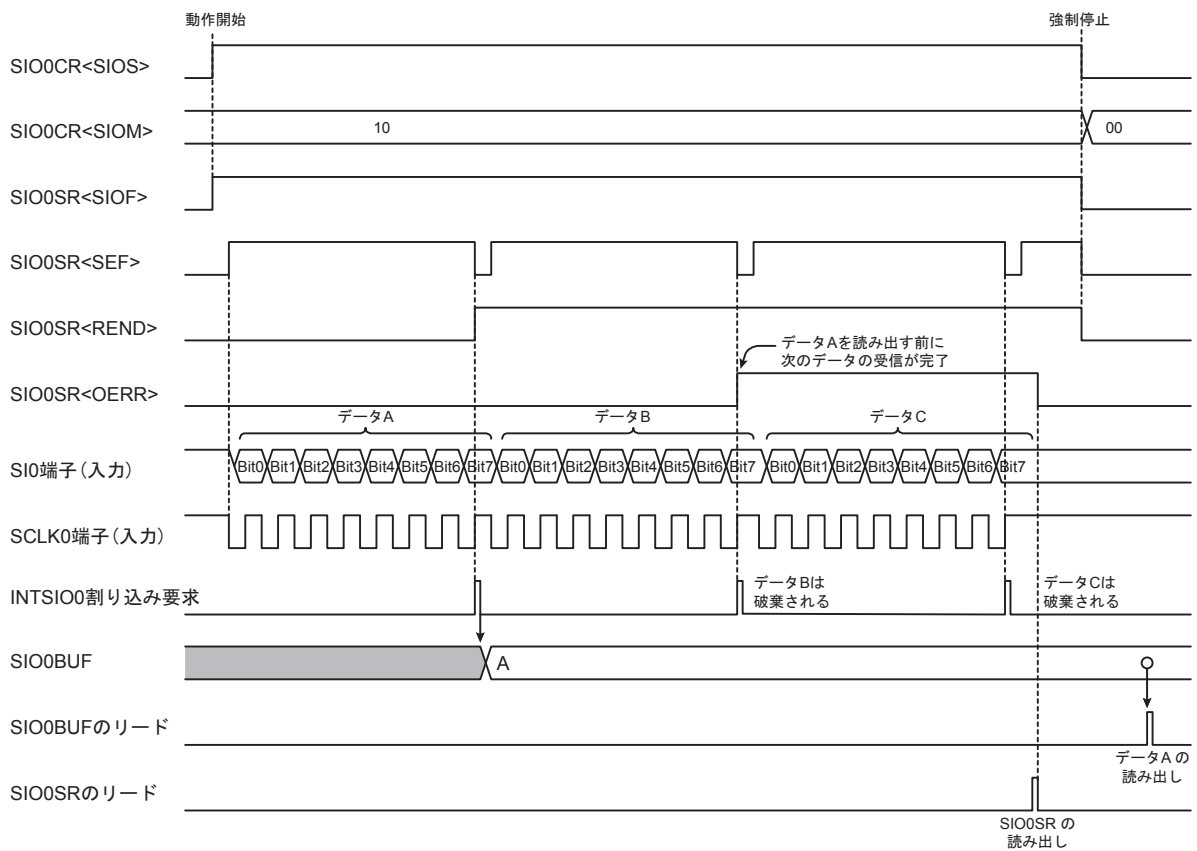 動作開始
強制停止
SIO0CR<SIOS>
SIO0CR<SIOM>
10
00
SIO0SR<SIOF>
SIO0SR<SEF>
SIO0SR<REND>
データAを読み出す前に
次のデータの受信が完了
SIO0SR<OERR>
データA
データB
データC
SI0端子(入力)
Bit0 Bit1 Bit2 Bit3 Bit4 Bit5 Bit6 Bit7 Bit0 Bit1 Bit2 Bit3 Bit4 Bit5 Bit6 Bit7 Bit0 Bit1 Bit2 Bit3 Bit4 Bit5 Bit6 Bit7
SCLK0端子(入力)
INTSIO0割り込み要求
データBは
破棄される
データCは
破棄される
SIO0BUF
A
SIO0BUFのリード
データA の
読み出し
SIO0SRのリード
SIO0SR の
読み出し